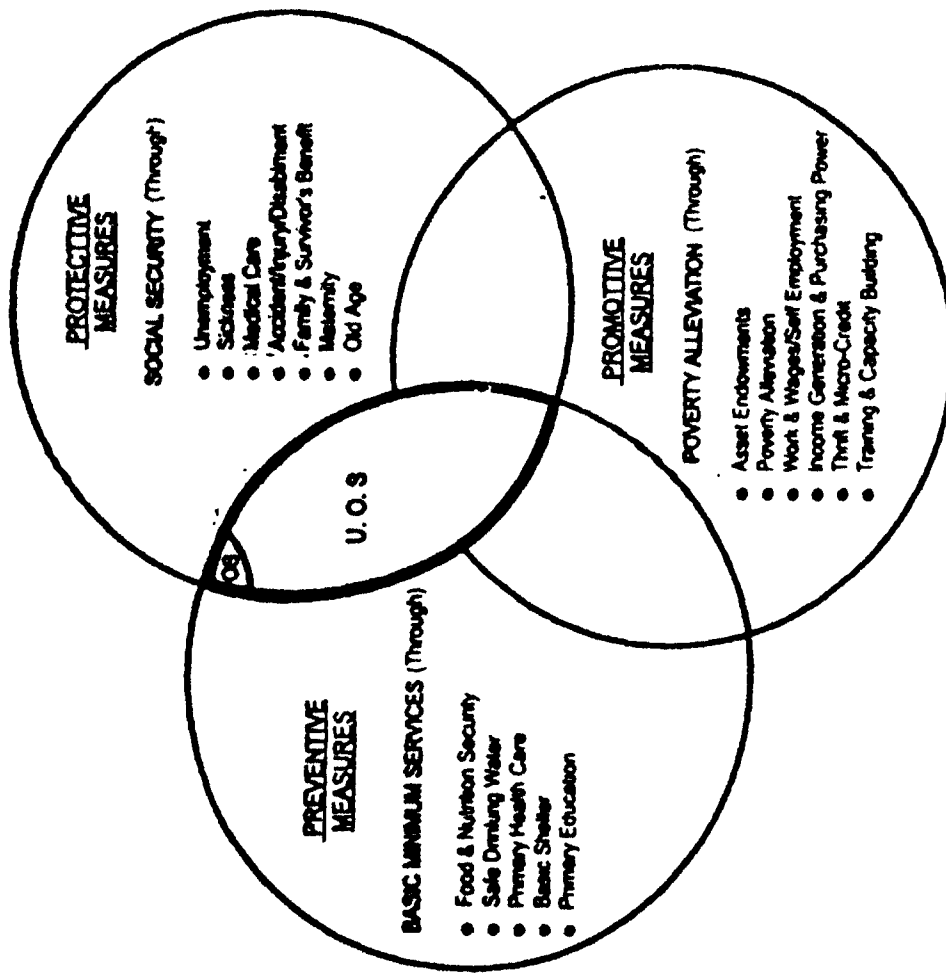 PREVENTIVE
MEASURES
BASIC MINIMUM SERVICES (Through)
● Food & Nutrition Security
● Safe Drinking Water
● Primary Health Care
● Basic Shelter
● Primary Education
OS
U. O. S
PROTECTIVE
MEASURES
SOCIAL SECURITY (Through)
● Unemployment
● Sickness
● Medical Care
● Accident/Injury/Disablment
● Family & Survivor's Benefit
● Maternity
● Old Age
PROMOTIVE
MEASURES
POVERTY ALLEVIATION (Through)
● Asset Endowments
● Poverty Alleviation
● Work & Wages/Self Employment
● Income Generation & Purchasing Power
● Thrift & Micro-Credit
● Training & Capacity Building